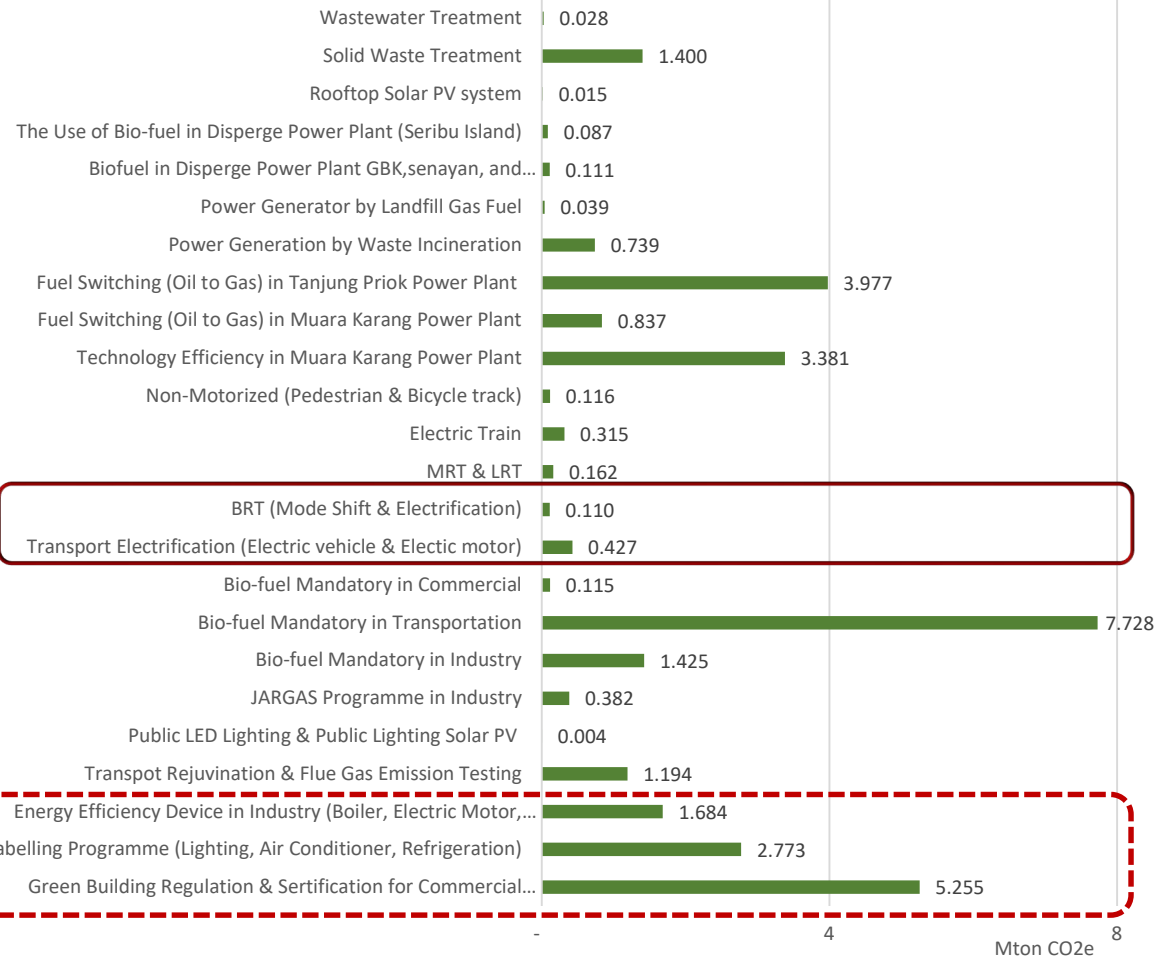 Wastewater Treatment 0.028
Solid Waste Treatment 1.400
Rooftop Solar PV system 0.015
The Use of Bio-fuel in Disperge Power Plant (Seribu Island) 0.087
Biofuel in Disperge Power Plant GBK,senayan, and... 0.111
Power Generator by Landfill Gas Fuel 0.039
Power Generation by Waste Incineration 0.739
Fuel Switching (Oil to Gas) in Tanjung Priok Power Plant 3.977
Fuel Switching (Oil to Gas) in Muara Karang Power Plant 0.837
Technology Efficiency in Muara Karang Power Plant 3.381
Non-Motorized (Pedestrian & Bicycle track) 0.116
Electric Train 0.315
MRT & LRT 0.162
BRT (Mode Shift & Electrification) 0.110
Transport Electrification (Electric vehicle & Electic motor) 0.427
Bio-fuel Mandatory in Commercial 0.115
Bio-fuel Mandatory in Transportation 7.728
Bio-fuel Mandatory in Industry 1.425
JARGAS Programme in Industry 0.382
Public LED Lighting & Public Lighting Solar PV 0.004
Transpot Rejuvination & Flue Gas Emission Testing 1.194
Energy Efficiency Device in Industry (Boiler, Electric Motor,... 1.684
abelling Programme (Lighting, Air Conditioner, Refrigeration) 2.773
Green Building Regulation & Sertification for Commercial... 5.255
- 4 8
Mton CO2e